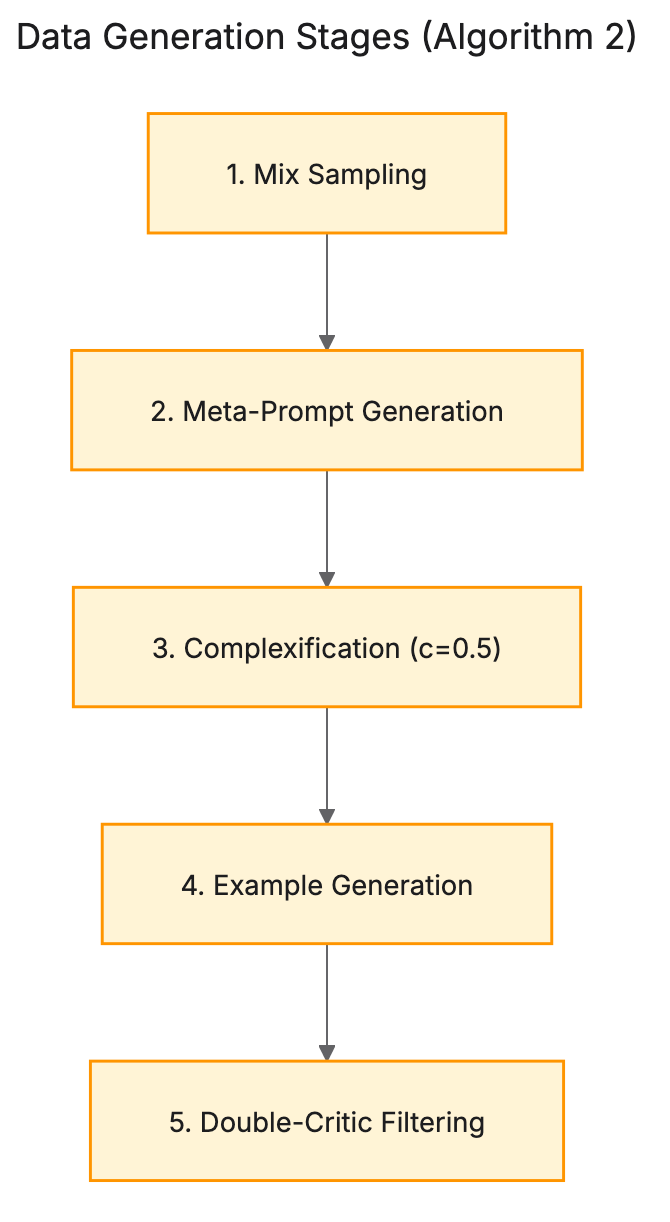 Data Generation Stages (Algorithm 2)
1. Mix Sampling
2. Meta-Prompt Generation
3. Complexification (c=0.5)
4. Example Generation
5. Double-Critic Filtering